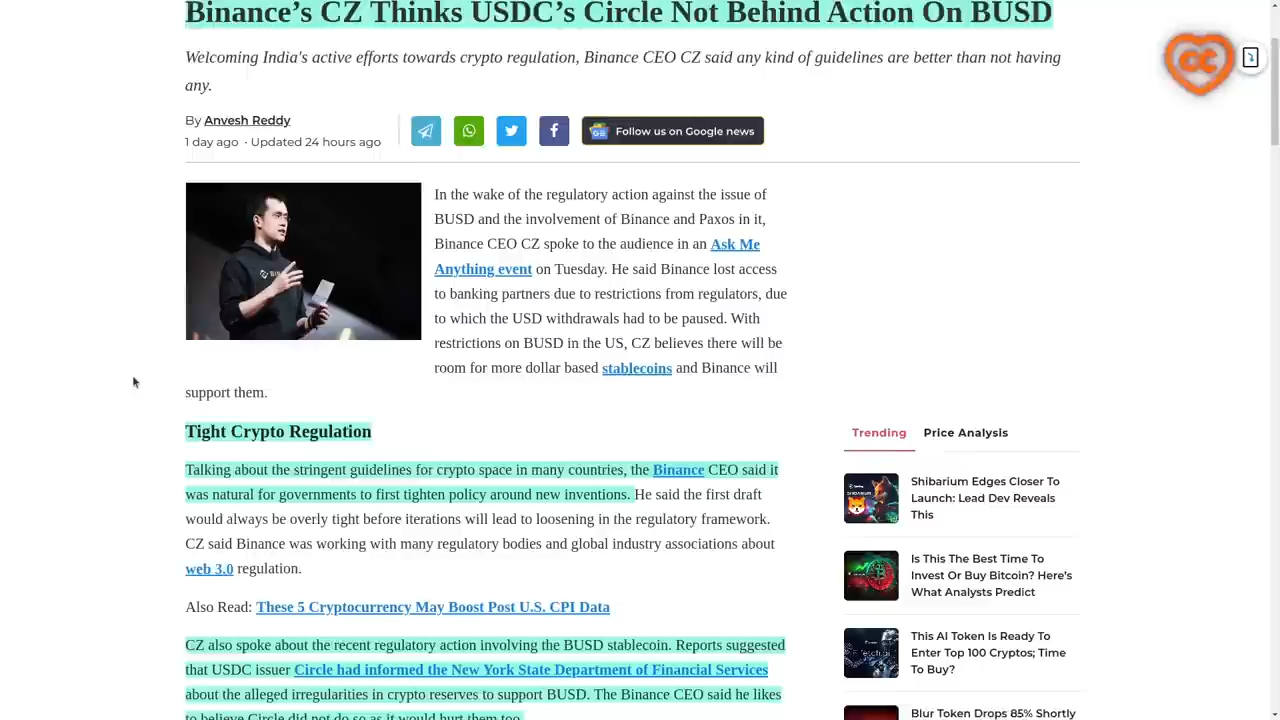 Binance’s CZ Thinks USDC’s Circle Not Behind Action On BUSD
Welcoming India's active efforts towards crypto regulation, Binance CEO CZ said any kind of guidelines are better than not having
any.
By Anvesh Reddy
1 day ago · Updated 24 hours ago
Follow us on Google news
In the wake of the regulatory action against the issue of
BUSD and the involvement of Binance and Paxos in it,
Binance CEO CZ spoke to the audience in an Ask Me
Anything event on Tuesday. He said Binance lost access
to banking partners due to restrictions from regulators, due
to which the USD withdrawals had to be paused. With
restrictions on BUSD in the US, CZ believes there will be
room for more dollar based stablecoins and Binance will
support them.
Tight Crypto Regulation
Talking about the stringent guidelines for crypto space in many countries, the Binance CEO said it
was natural for governments to first tighten policy around new inventions. He said the first draft
would always be overly tight before iterations will lead to loosening in the regulatory framework.
CZ said Binance was working with many regulatory bodies and global industry associations about
web 3.0 regulation.
Also Read: These 5 Cryptocurrency May Boost Post U.S. CPI Data
CZ also spoke about the recent regulatory action involving the BUSD stablecoin. Reports suggested
that USDC issuer Circle had informed the New York State Department of Financial Services
about the alleged irregularities in crypto reserves to support BUSD. The Binance CEO said he likes
to believe Circle did not do so as it would hurt them too.
Trending
Price Analysis
Shibarium Edges Closer To
Launch: Lead Dev Reveals
This
Is This The Best Time To
Invest Or Buy Bitcoin? Here’s
What Analysts Predict
This AI Token Is Ready To
Enter Top 100 Cryptos; Time
To Buy?
Blur Token Drops 85% Shortly